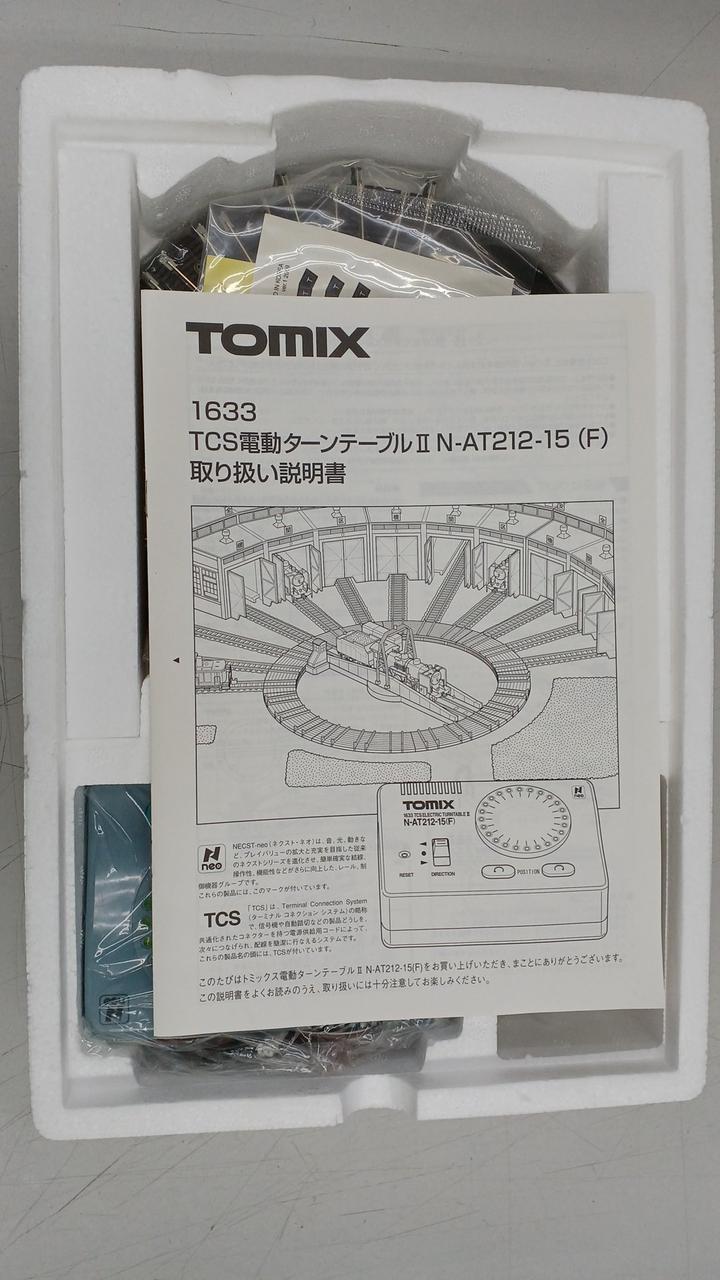 TOMIX
1633
TCS電動ターンテーブルⅡ N-AT212-15（F）
取り扱い説明書
TOMIX
1633 TCS ELECTRIC TURNTABLE Ⅱ
N-AT212-15(F)
neo
RESET
DIRECTION
POSITION
neo
NECST-neo（ネクスト・ネオ）は、音、光、動きな
ど、プレイバリューの拡大と充実を目指した従来
のネクストシリーズを進化させ、簡単確実な結線、
操作性、機能性などがさらに向上した、レール、制
御機器グループです。
これらの製品には、このマークが付いています。
TCS
「TCS」は、Terminal Connection System
（ターミナル コネクション システム）の略称
で、信号機や自動踏切などの製品どうしを、
共通化されたコネクターを持つ電源供給用コードによって、
次々につなげられ、配線を簡潔に行なえるシステムです。
これらの製品名の頭には、TCSが付いています。
このたびはトミックス電動ターンテーブルⅡ N-AT212-15(F)をお買い上げいただき、まことにありがとうございます。
この説明書をよくお読みのうえ、取り扱いには十分注意してお楽しみください。